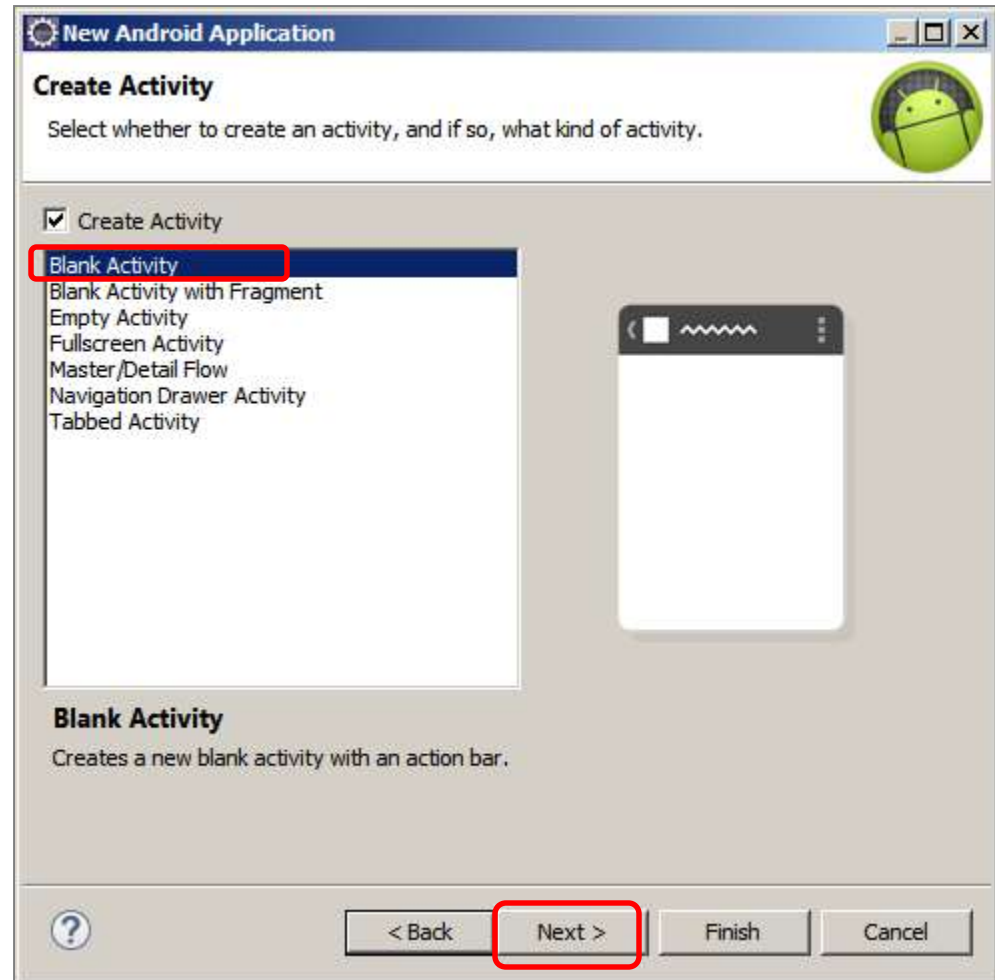 New Android Application
Create Activity
Select whether to create an activity, and if so, what kind of activity.
Create Activity
Blank Activity
Blank Activity with Fragment
Empty Activity
Fullscreen Activity
Master/Detail Flow
Navigation Drawer Activity
Tabbed Activity
Blank Activity
Creates a new blank activity with an action bar.
? < Back Next > Finish Cancel